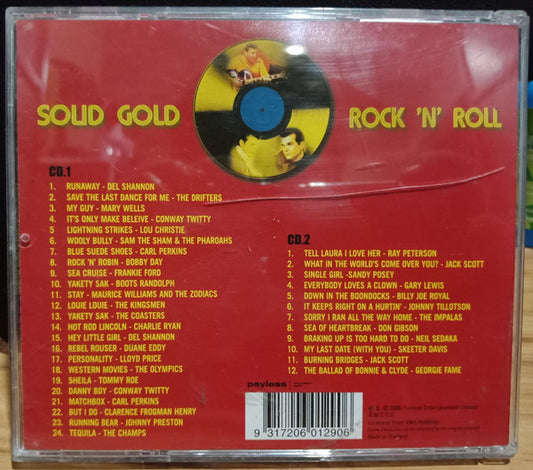 SOLID GOLD
ROCK 'N' ROLL
CD.1
1. RUNAWAY - DEL SHANNON
2. SAVE THE LAST DANCE FOR ME - THE DRIFTERS
3. MY GUY - MARY WELLS
4. IT'S ONLY MAKE BELEIVE - CONWAY TWITTY
5 LIGHTNING STRIKES - LOU CHRISTIE
6. WOOLY BULLY - SAM THE SHAM & THE PHAROAHS
7. BLUE SUEDE SHOES - CARL PERKINS
8. ROCK 'N' ROBIN - BOBBY DAY
9. SEA CRUISE - FRANKIE FORD
10. YAKETY SAK - BOOTS RANDOLPH
11. STAY - MAURICE WILLIAMS AND THE ZODIACS
12. LOUIE LOUIE - THE KINGSMEN
13. YAKETY SAK - THE COASTERS
14. HOT ROD LINCOLN - CHARLIE RYAN
15. HEY LITTLE GIRL - DEL SHANNON
16. REBEL ROUSER - DUANE EDDY
17. PERSONALITY - LLOYD PRICE
18. WESTERN MOVIES - THE OLYMPICS
19. SHEILA - TOMMY ROE
20. DANNY BOY - CONWAY TWITTY
21. MATCHBOX - CARL PERKINS
22. BUT I DO - CLARENCE FROGMAN HENRY
23. RUNNING BEAR - JOHNNY PRESTON
24. TEQUILA - THE CHAMPS
CD.2
1. TELL LAURA I LOVE HER - RAY PETERSON
2. WHAT IN THE WORLD'S COME OVER YOU? - JACK SCOTT
3. SINGLE GIRL -SANDY POSEY
4. EVERYBODY LOVES A CLOWN - GARY LEWIS
5. DOWN IN THE BOONDOCKS - BILLY JOE ROYAL
6. IT KEEPS RIGHT ON A HURTIN' - JOHNNY TILLOTSON
7. SORRY I RAN ALL THE WAY HOME - THE IMPALAS
8. SEA OF HEARTBREAK - DON GIBSON
9. BRAKING UP IS TOO HARD TO DO - NEIL SEDAKA
10. MY LAST DATE (WITH YOU) - SKEETER DAVIS
11. BURNING BRIDGES - JACK SCOTT
12. THE BALLAD OF BONNIE & CLYDE - GEORGIE FAME
payless
9 317206 012906
Payless Entertainment Limited
Licensed from
Made in